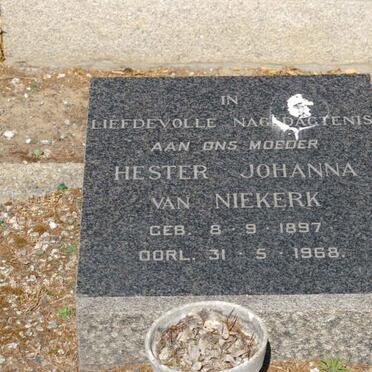 IN
LIEFDEVOLLE NAGEDAGTENIS
AAN ONS MOEDER
HESTER JOHANNA
VAN NIEKERK
GEB. 8-9-1897
OORL. 31-5-1968.